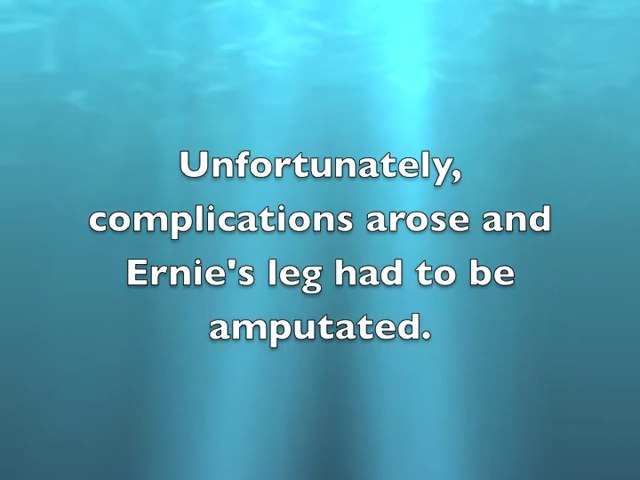 Unfortunately,
complications arose and
Ernie's leg had to be
amputated.